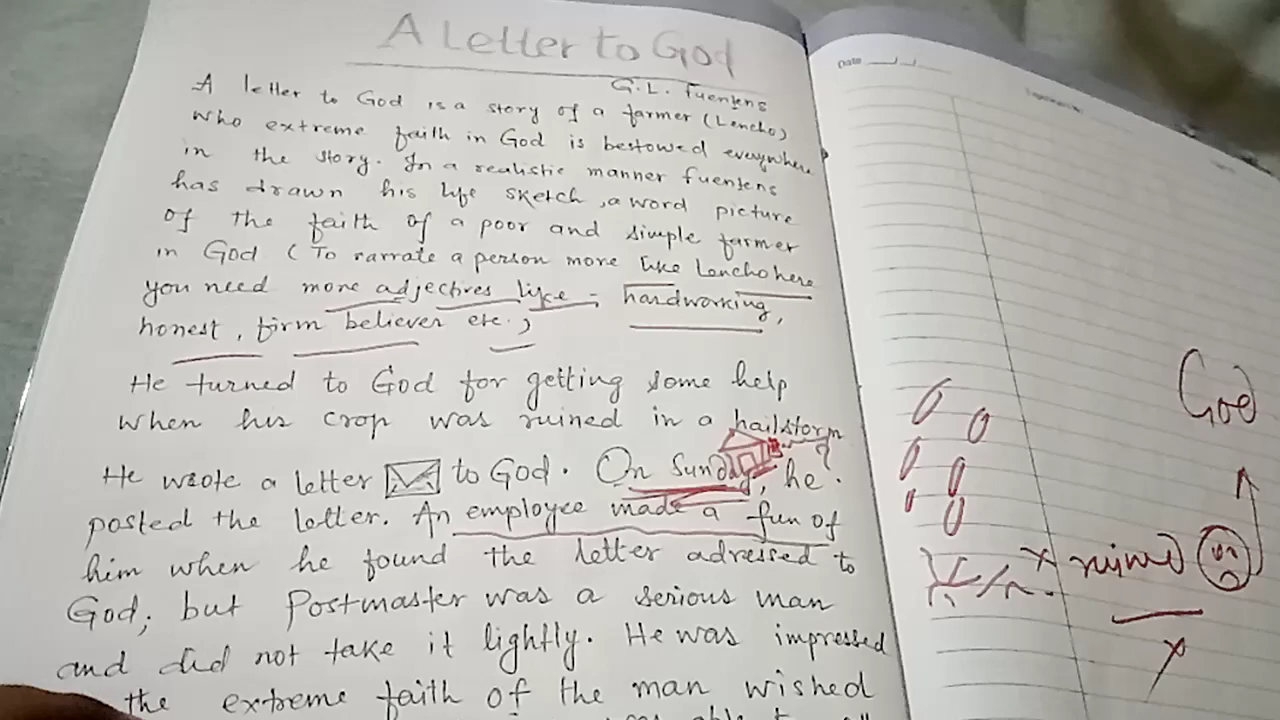 A Letter to God
G.L. Fuentens
A letter to God is a story of a farmer (Lencho)
who extreme faith in God is bestowed everywhere
in the story. In a realistic manner Fuentens
has drawn his life sketch, a word picture
of the faith of a poor and simple farmer
in God (To narrate a person more like Lencho here
you need more adjectives like - hardworking,
honest, firm believer etc.)
He turned to God for getting some help
when his crop was ruined in a hailstorm
He wrote a letter to God. On Sunday, he
posted the letter. An employee made a fun of
him when he found the letter adressed to
God; but Postmaster was a serious man
and did not take it lightly. He was impressed
the extreme faith of the man wished
Date
God
ruined